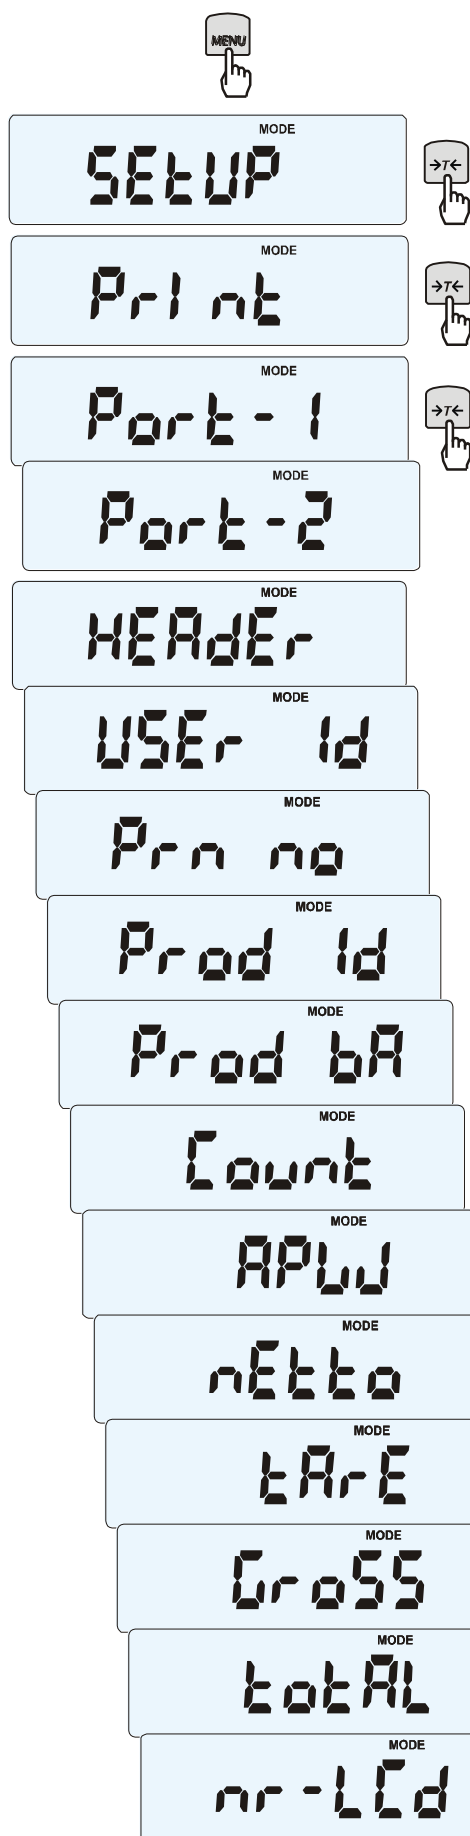 MENU
MODE
SEtUP
→T←
MODE
PrInt
→T←
MODE
Port-1
→T←
MODE
Port-2
MODE
HEAdEr
MODE
USEr Id
MODE
Prn no
MODE
Prod Id
MODE
Prod bA
MODE
Count
MODE
APW
MODE
nEtto
MODE
tArE
MODE
GroSS
MODE
totAL
MODE
nr-LCd